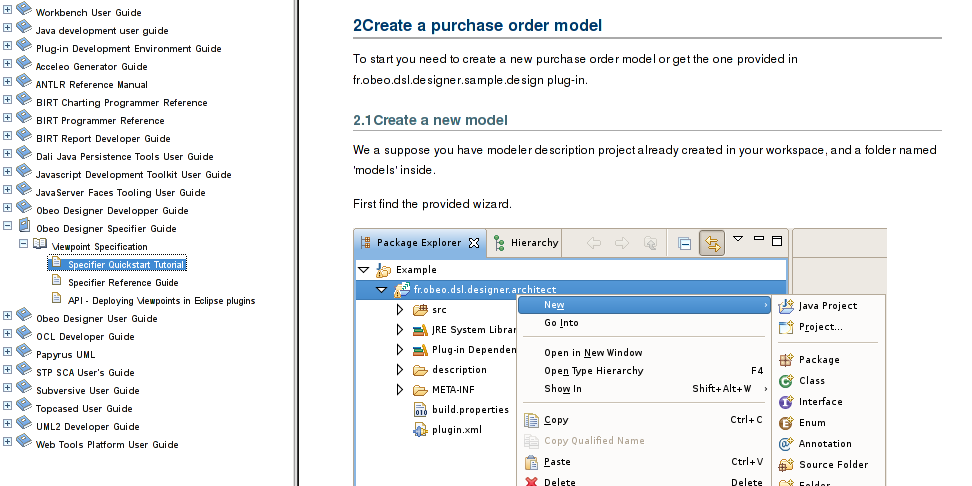 Workbench User Guide
Java development user guide
Plug-in Development Environment Guide
Acceleo Generator Guide
ANTLR Reference Manual
BIRT Charting Programmer Reference
BIRT Programmer Reference
BIRT Report Developer Guide
Dali Java Persistence Tools User Guide
Javascript Development Toolkit User Guide
JavaServer Faces Tooling User Guide
Obeo Designer Developper Guide
Obeo Designer Specifier Guide
Viewpoint Specification
Specifier Quickstart Tutorial
Specifier Reference Guide
API - Deploying Viewpoints in Eclipse plugins
Obeo Designer User Guide
OCL Developer Guide
Papyrus UML
STP SCA User's Guide
Subversive User Guide
Topcased User Guide
UML2 Developer Guide
Web Tools Platform User Guide
2Create a purchase order model
To start you need to create a new purchase order model or get the one provided in
fr.obeo.dsl.designer.sample.design plug-in.
2.1Create a new model
We a suppose you have modeler description project already created in your workspace, and a folder named
'models' inside.
First find the provided wizard.
Package Explorer
Hierarchy
Example
fr.obeo.dsl.designer.architect
src
JRE System Librar
Plug-in Dependen
description
META-INF
build.properties
plugin.xml
New
Go Into
Open in New Window
Open Type Hierarchy F4
Show In Shift+Alt+W
Copy Ctrl+C
Copy Qualified Name
Paste Ctrl+V
Delete Delete
Java Project
Project...
Package
Class
Interface
Enum
Annotation
Source Folder
Folder